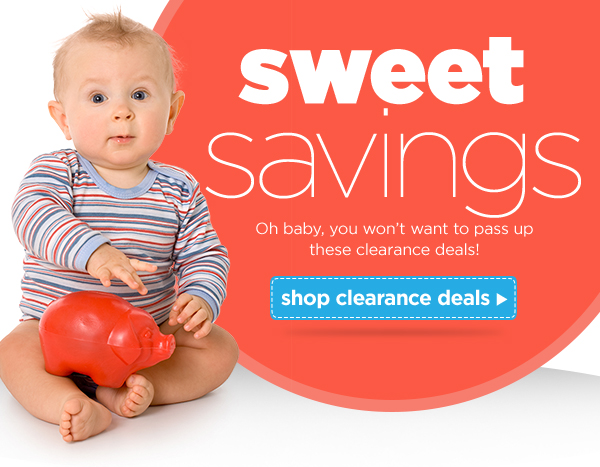 sweet
savings
Oh baby, you won't want to pass up
these clearance deals!
shop clearance deals ►